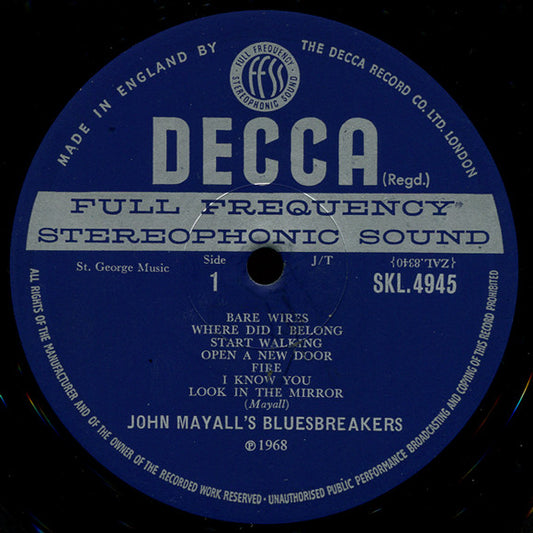 MADE IN ENGLAND BY
THE DECCA RECORD CO. LTD. LONDON
FULL FREQUENCY
FFSS
STEREOPHONIC SOUND
DECCA (Regd.)
FULL FREQUENCY
STEREOPHONIC SOUND
St. George Music
Side
1
J/T
{ZAL.8340}
SKL.4945
BARE WIRES
WHERE DID I BELONG
START WALKING
OPEN A NEW DOOR
FIRE
I KNOW YOU
LOOK IN THE MIRROR
(Mayall)
JOHN MAYALL'S BLUESBREAKERS
Ⓟ1968
ALL RIGHTS OF THE MANUFACTURER AND OF THE OWNER OF THE RECORDED WORK RESERVED · UNAUTHORISED PUBLIC PERFORMANCE BROADCASTING AND COPYING OF THIS RECORD PROHIBITED